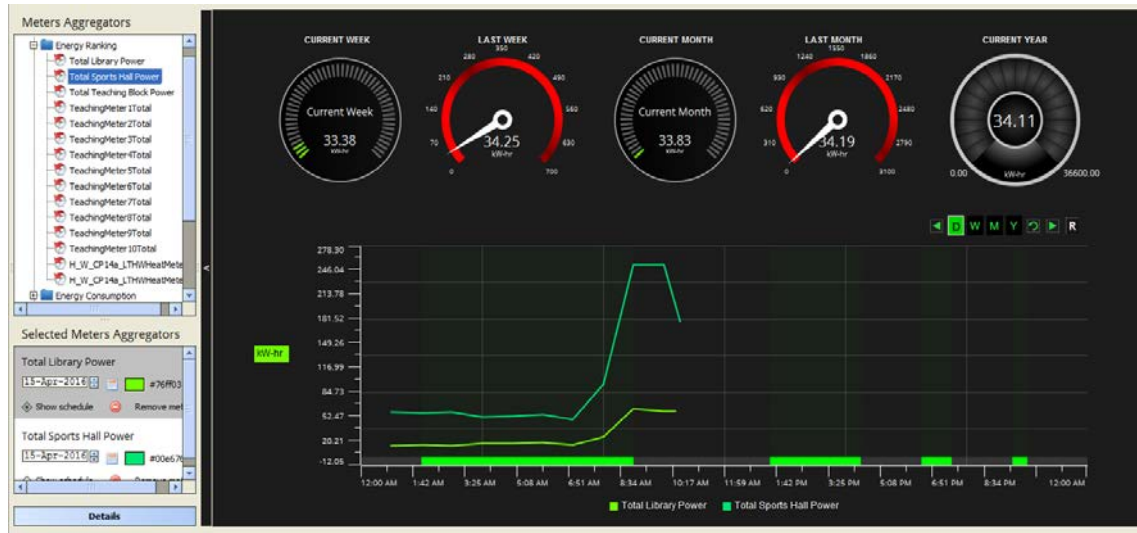 Meters Aggregators
Energy Ranking
Total Library Power
Total Sports Hall Power
Total Teaching Block Power
TeachingMeter1Total
TeachingMeter2Total
TeachingMeter3Total
TeachingMeter4Total
TeachingMeter5Total
TeachingMeter6Total
TeachingMeter7Total
TeachingMeter8Total
TeachingMeter9Total
TeachingMeter10Total
H_W_CP14a_LTHWHeatMete
H_W_CP14a_LTHWHeatMete
Energy Consumption
Selected Meters Aggregators
Total Library Power
15-Apr-2016 #76ff03
Show schedule Remove met
Total Sports Hall Power
15-Apr-2016 #00e676
Show schedule Remove met
Details
<
CURRENT WEEK
Current Week
33.38
kW-hr
LAST WEEK
0 70 140 210 280 350 420 490 560 630 700
34.25
kW-hr
CURRENT MONTH
Current Month
33.83
kW-hr
LAST MONTH
0 310 620 930 1240 1550 1860 2170 2480 2790 3100
34.19
kW-hr
CURRENT YEAR
34.11
0.00 kW-hr 36600.00
D W M Y R
kW-hr
278.30
246.04
213.78
181.52
149.26
116.99
84.73
52.47
20.21
-12.05
12:00 AM 1:42 AM 3:25 AM 5:08 AM 6:51 AM 8:34 AM 10:17 AM 11:59 AM 1:42 PM 3:25 PM 5:08 PM 6:51 PM 8:34 PM 12:00 AM
Total Library Power Total Sports Hall Power